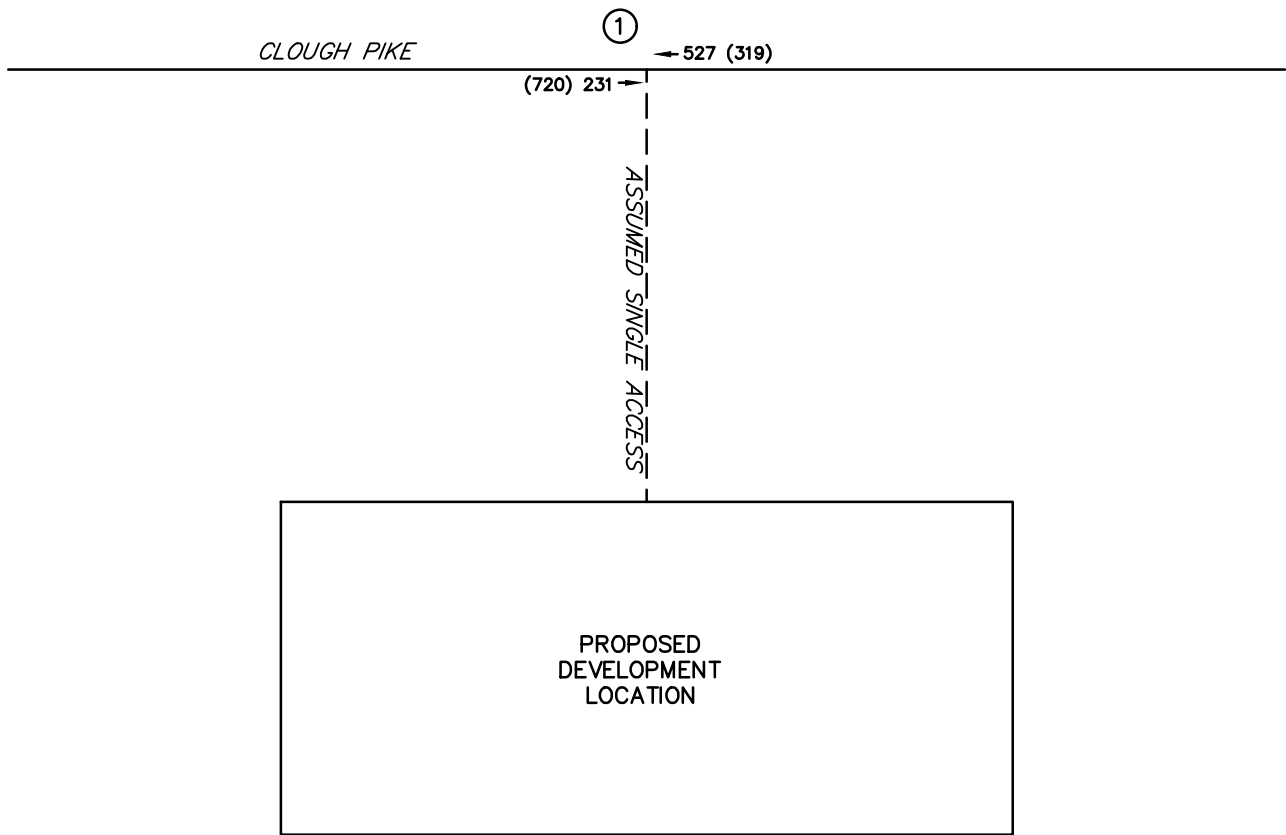 1
CLOUGH PIKE
527 (319)
(720) 231
ASSUMED SINGLE ACCESS
PROPOSED
DEVELOPMENT
LOCATION